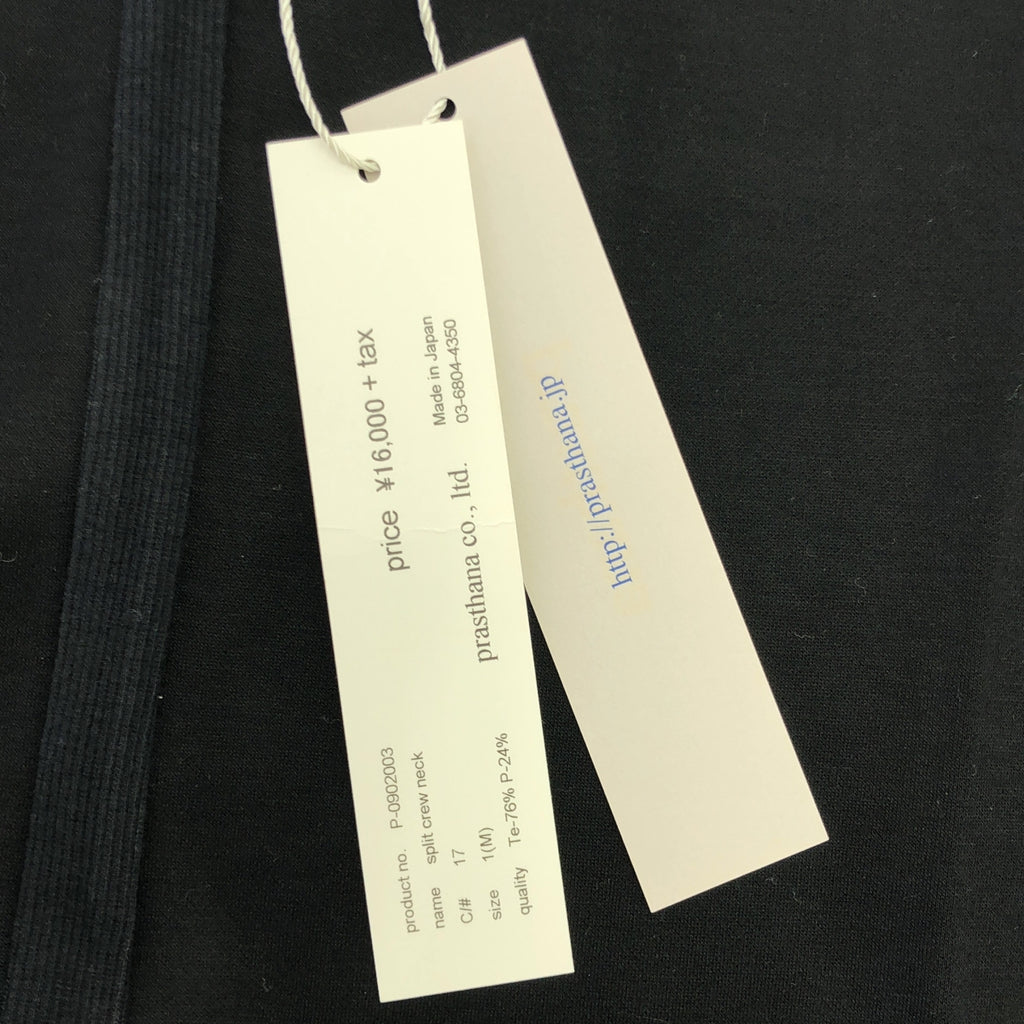 product no. P-0902003
name split crew neck
C/# 17
size 1(M)
quality Te-76% P-24%
price ¥16,000 + tax
prasthana co., ltd.
Made in Japan
03-6804-4350
http://prasthana.jp